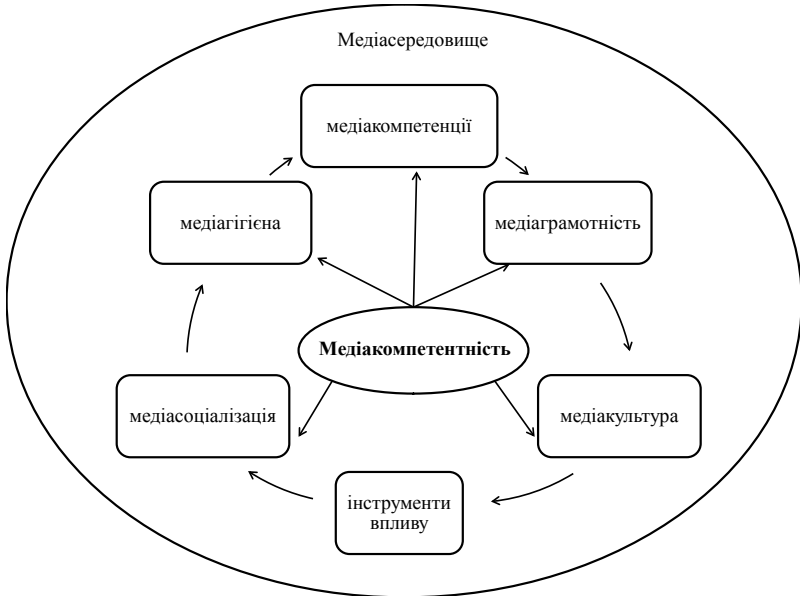 Медіасередовище
медіакомпетенції
медіагігієна
медіаграмотність
Медіакомпетентність
медіасоціалізація
медіакультура
інструменти
впливу